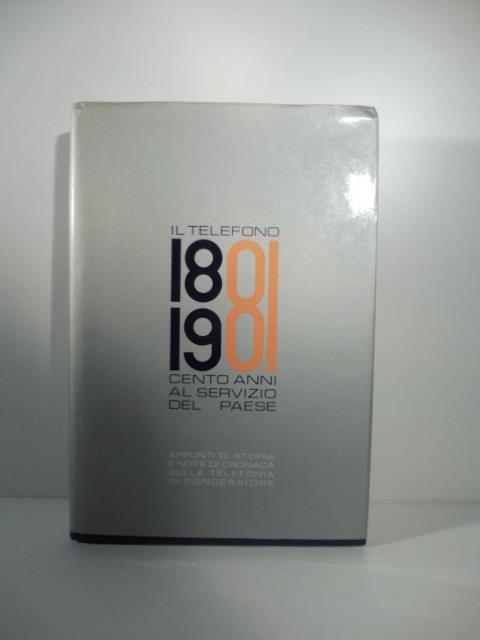 IL TELEFONO
1881
1981
CENTO ANNI
AL SERVIZIO
DEL PAESE
APPUNTI DI STORIA
E NOTE DI CRONACA
SULLA TELEFONIA
IN CONCESSIONE